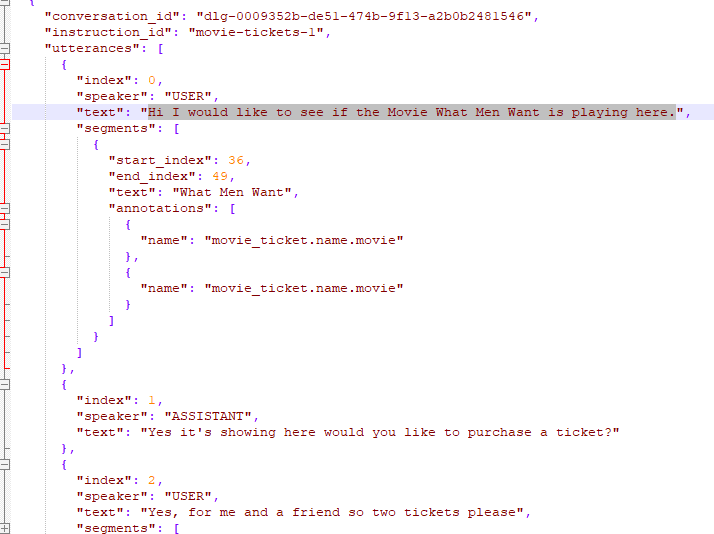 {
"conversation_id": "dlg-0009352b-de51-474b-9f13-a2b0b2481546",
"instruction_id": "movie-tickets-1",
"utterances": [
{
"index": 0,
"speaker": "USER",
"text": "Hi I would like to see if the Movie What Men Want is playing here.",
"segments": [
{
"start_index": 36,
"end_index": 49,
"text": "What Men Want",
"annotations": [
{
"name": "movie_ticket.name.movie"
},
{
"name": "movie_ticket.name.movie"
}
]
}
]
},
{
"index": 1,
"speaker": "ASSISTANT",
"text": "Yes it's showing here would you like to purchase a ticket?"
},
{
"index": 2,
"speaker": "USER",
"text": "Yes, for me and a friend so two tickets please",
"segments": [